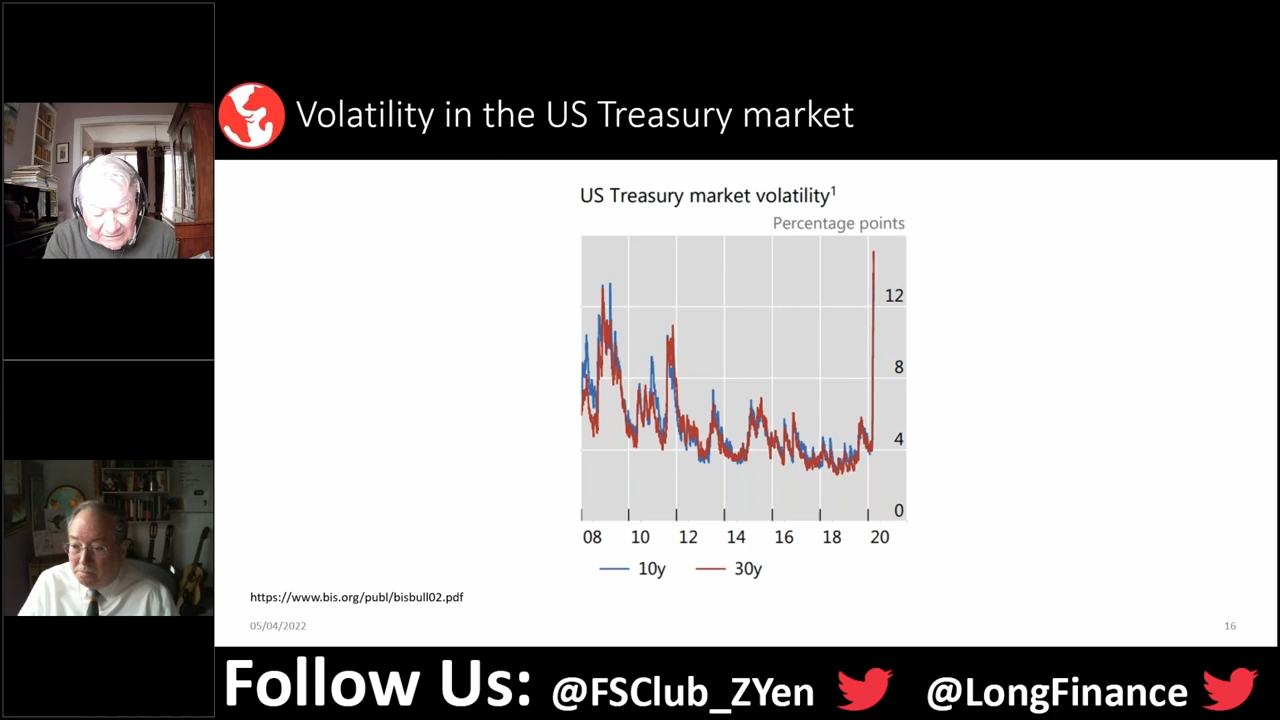 Volatility in the US Treasury market
US Treasury market volatility¹
Percentage points
12
8
4
0
08 10 12 14 16 18 20
10y 30y
https://www.bis.org/publ/bisbull02.pdf
05/04/2022 16
Follow Us: @FSClub_ZYen @LongFinance